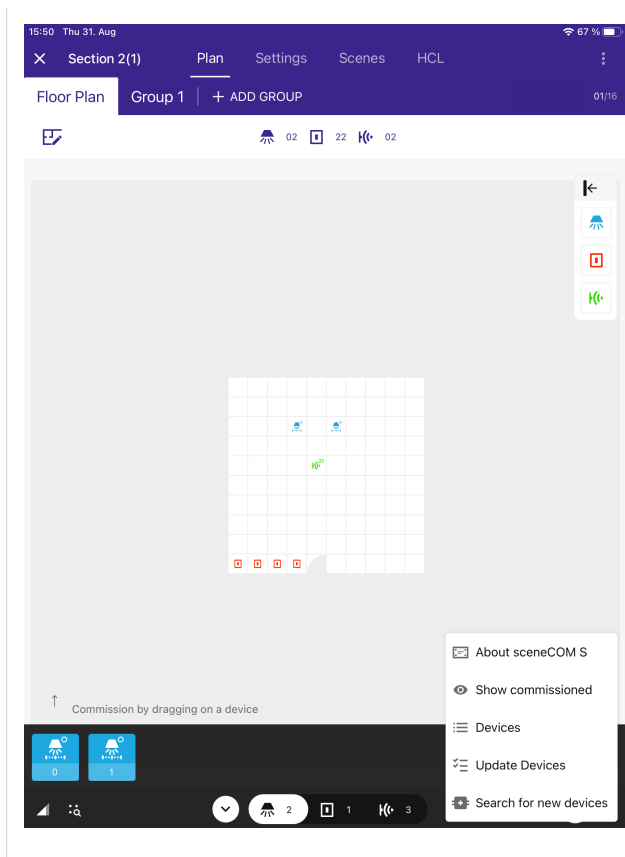 15:50 Thu 31. Aug 67 %
Section 2(1) Plan Settings Scenes HCL
Floor Plan Group 1 + ADD GROUP 01/16
02 22 02
20
About sceneCOM S
Show commissioned
Commission by dragging on a device
Devices
Update Devices
Search for new devices
0 1
2 1 3